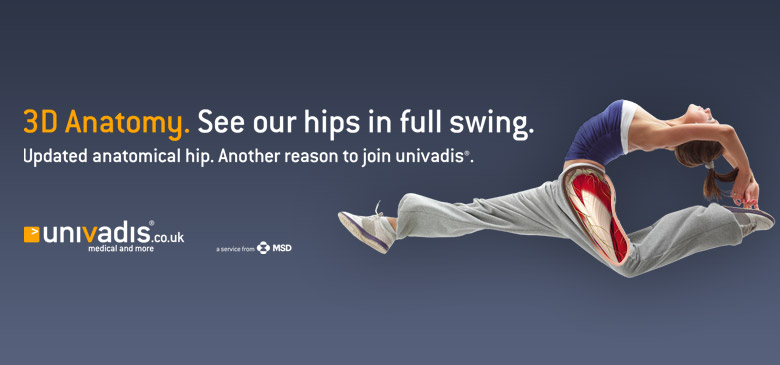 3D Anatomy. See our hips in full swing.
Updated anatomical hip. Another reason to join univadis®.
univadis®.co.uk
medical and more
a service from MSD